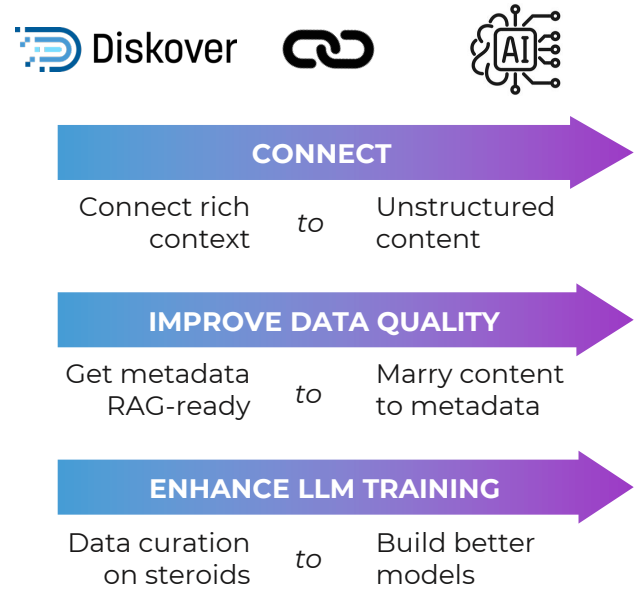 Diskover
AI
CONNECT
Connect rich
context
to
Unstructured
content
IMPROVE DATA QUALITY
Get metadata
RAG-ready
to
Marry content
to metadata
ENHANCE LLM TRAINING
Data curation
on steroids
to
Build better
models